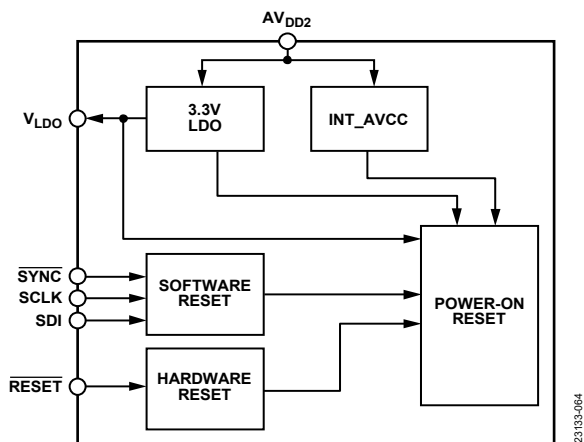 AVDD2
3.3V
LDO
INT_AVCC
VLDO
SYNC
SCLK
SDI
SOFTWARE
RESET
POWER-ON
RESET
RESET
HARDWARE
RESET
23133-064